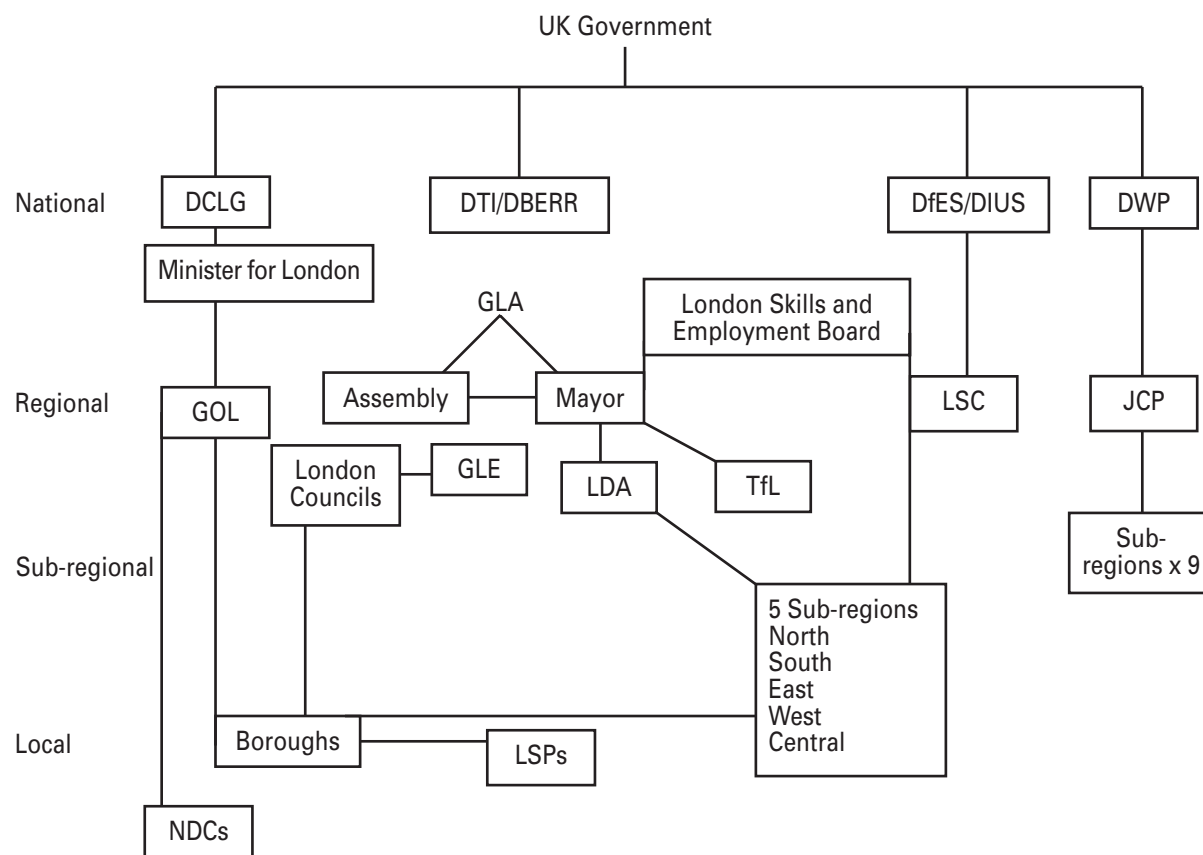 UK Government
National
DCLG
DTI/DBERR
DfES/DIUS
DWP
Minister for London
GLA
London Skills and
Employment Board
Regional
GOL
Assembly
Mayor
LSC
JCP
London
Councils
GLE
LDA
TfL
Sub-regional
Sub-
regions x 9
5 Sub-regions
North
South
East
West
Central
Local
Boroughs
LSPs
NDCs